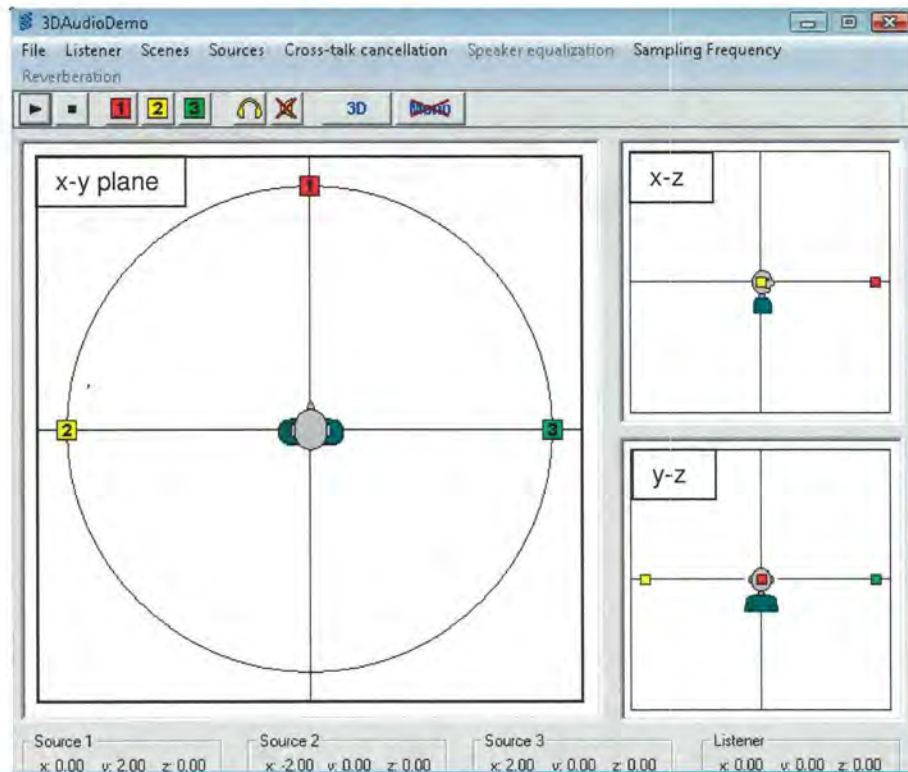 3DAudioDemo
File Listener Scenes Sources Cross-talk cancellation Speaker equalization Sampling Frequency
Reverberation
1 2 3 3D Mono
x-y plane
1
2
3
x-z
y-z
Source 1 Source 2 Source 3 Listener
x: 0.00 y: 2.00 z: 0.00 x: -2.00 y: 0.00 z: 0.00 x: 2.00 y: 0.00 z: 0.00 x: 0.00 y: 0.00 z: 0.00